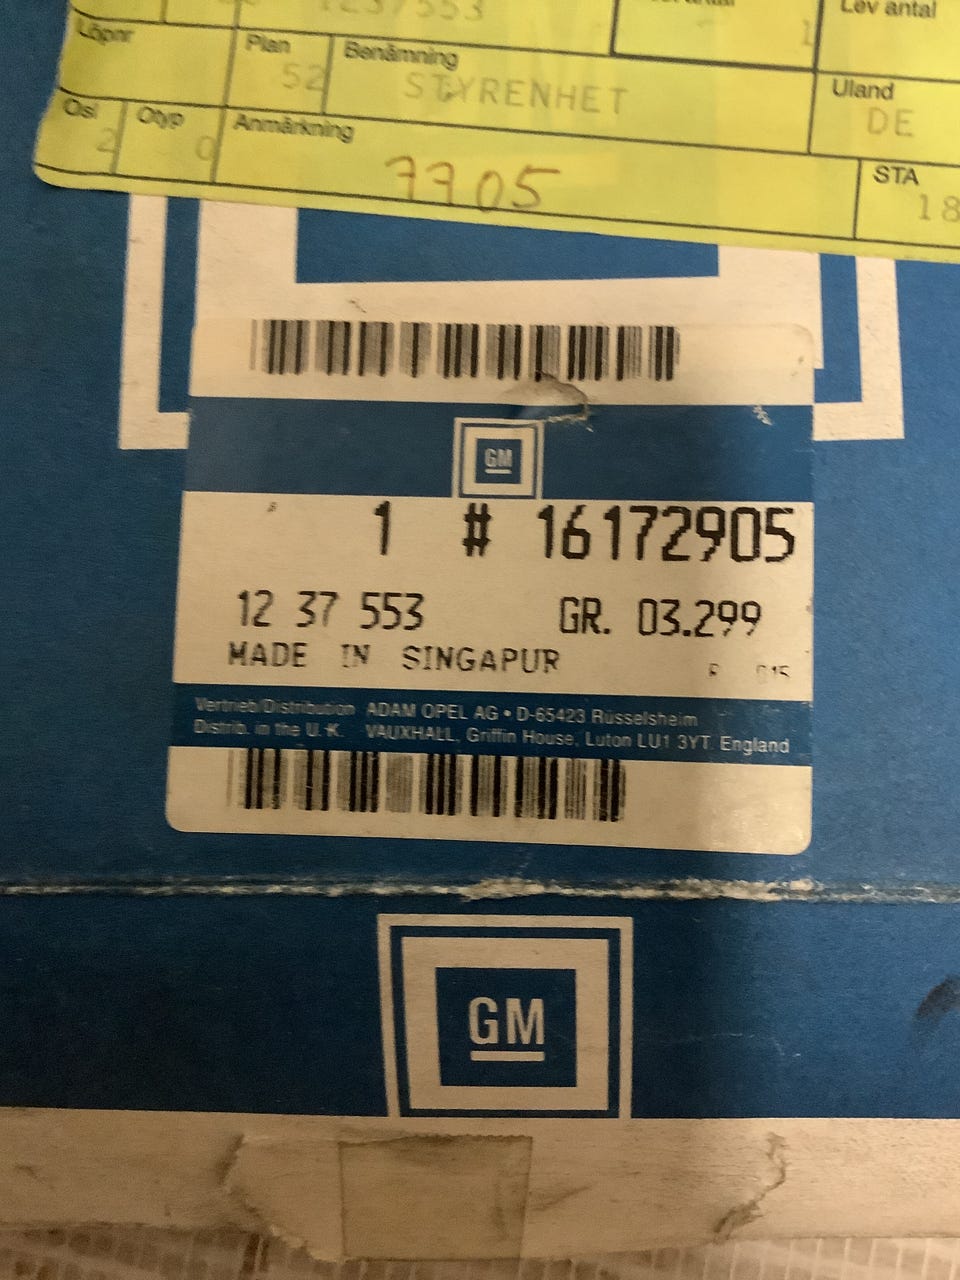 1237553
Lev antal
1
Löpnr
Plan
Benämning
52
STYRENHET
Uland
DE
Osl
Otyp
Anmärkning
2
0
7705
STA
18
GM
1 # 16172905
12 37 553 GR. 03.299
MADE IN SINGAPUR
Vertrieb/Distribution ADAM OPEL AG • D-65423 Rüsselsheim
Distrib. in the U.K. VAUXHALL, Griffin House, Luton LU1 3YT, England
GM